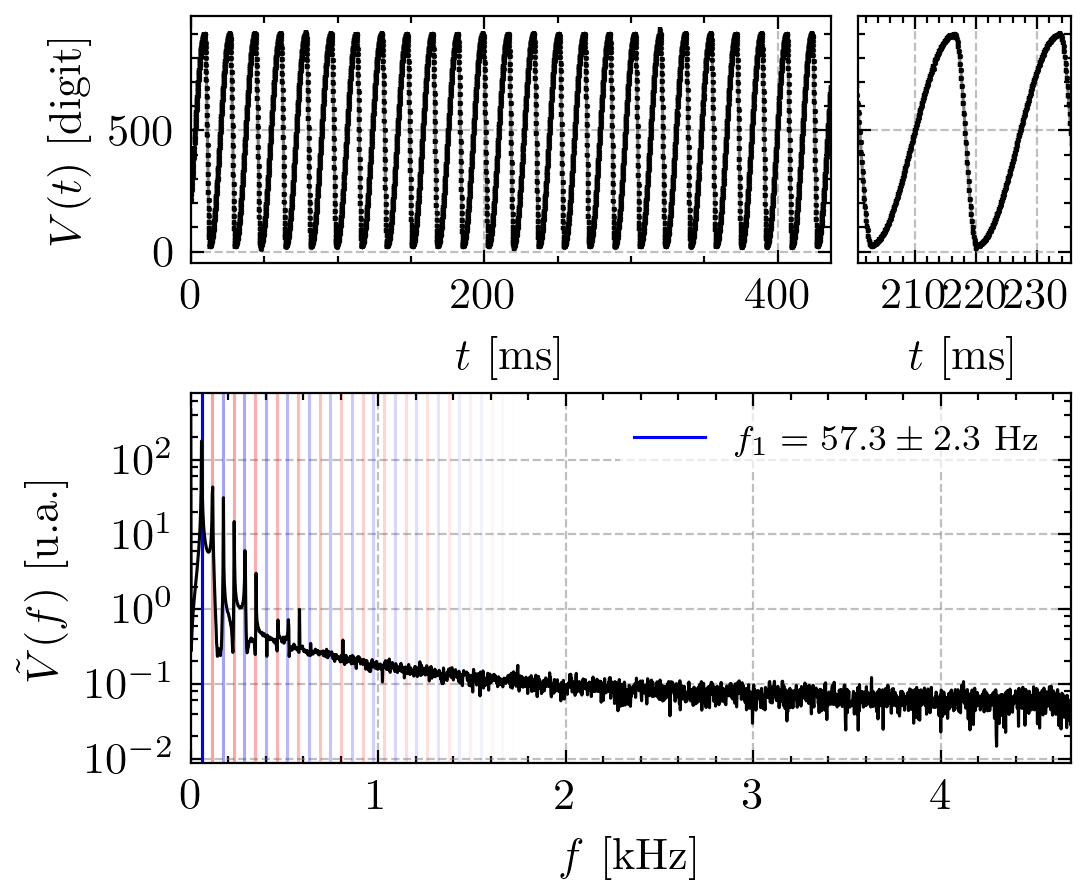 V(t) [digit]
500
0
0 200 400
t [ms]
210 220 230
t [ms]
f₁ = 57.3 ± 2.3 Hz
Ṽ(f) [u.a.]
10²
10¹
10⁰
10⁻¹
10⁻²
0 1 2 3 4
f [kHz]